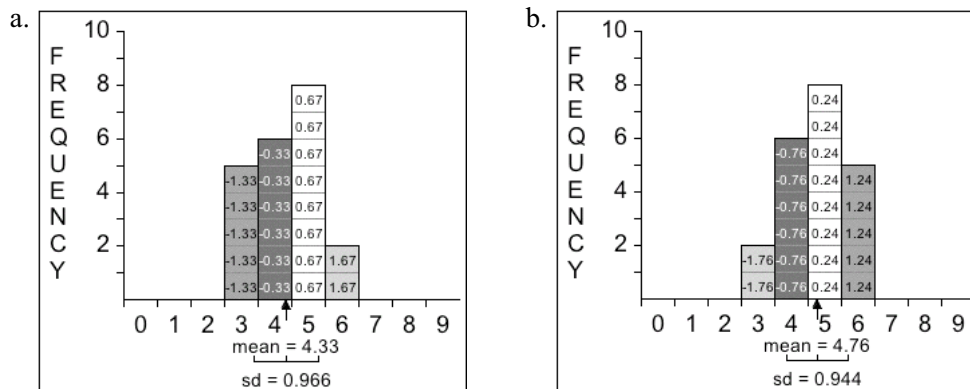 a.
FREQUENCY
10
8
6
4
2
0.67
0.67
-0.33 0.67
-1.33 -0.33 0.67
-1.33 -0.33 0.67
-1.33 -0.33 0.67
-1.33 -0.33 0.67 1.67
-1.33 -0.33 0.67 1.67
0 1 2 3 4 5 6 7 8 9
mean = 4.33
sd = 0.966
b.
FREQUENCY
10
8
6
4
2
0.24
0.24
-0.76 0.24
-0.76 0.24 1.24
-0.76 0.24 1.24
-0.76 0.24 1.24
-1.76 -0.76 0.24 1.24
-1.76 -0.76 0.24 1.24
0 1 2 3 4 5 6 7 8 9
mean = 4.76
sd = 0.944